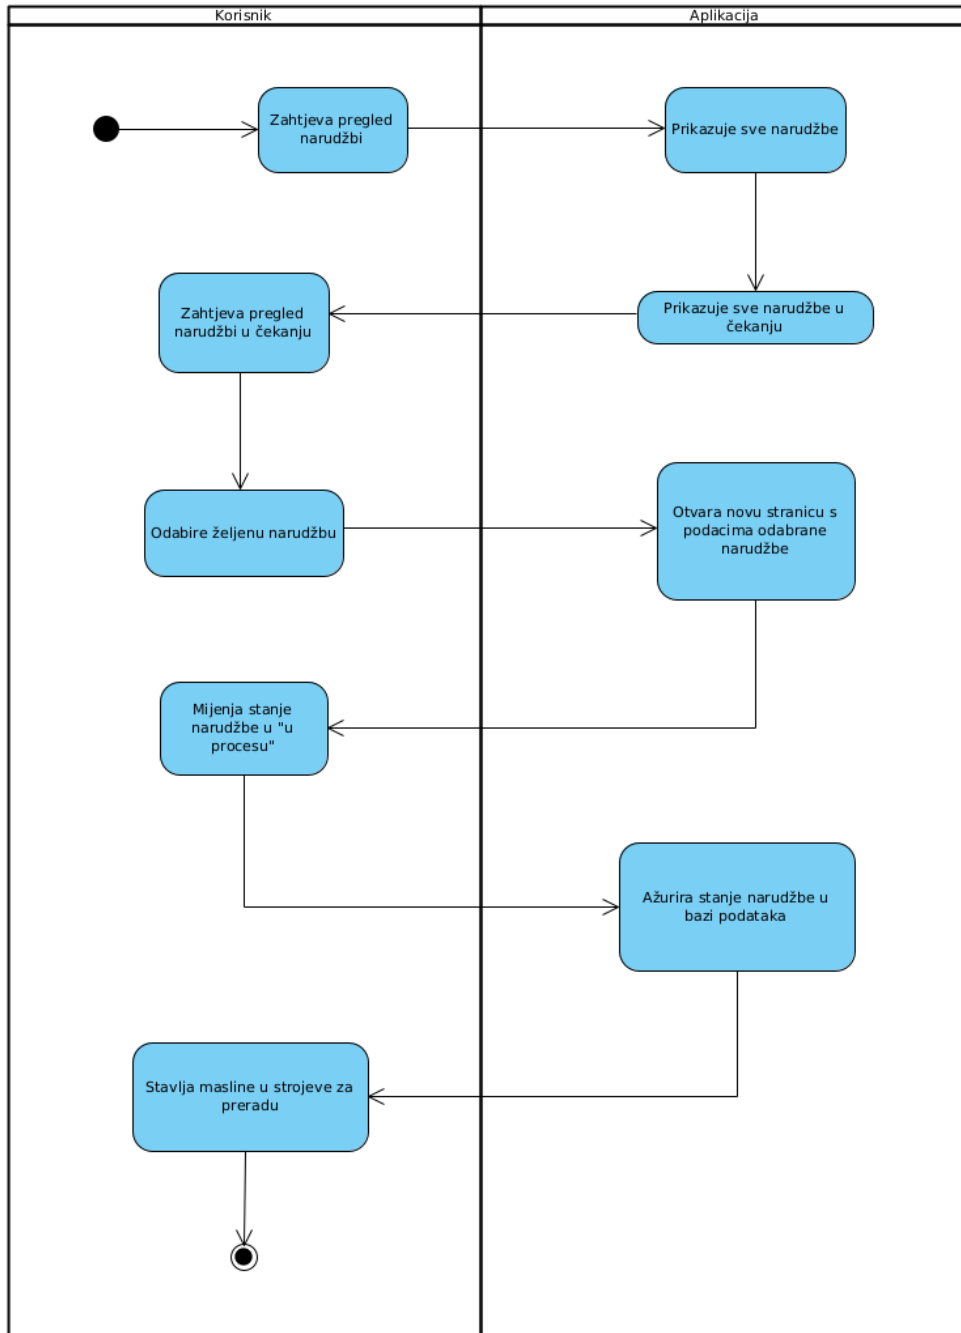 Korisnik
Aplikacija
Zahtjeva pregled
narudžbi
Prikazuje sve narudžbe
Prikazuje sve narudžbe u
čekanju
Zahtjeva pregled
narudžbi u čekanju
Odabire željenu narudžbu
Otvara novu stranicu s
podacima odabrane
narudžbe
Mijenja stanje
narudžbe u "u
procesu"
Ažurira stanje narudžbe u
bazi podataka
Stavlja masline u strojeve za
preradu